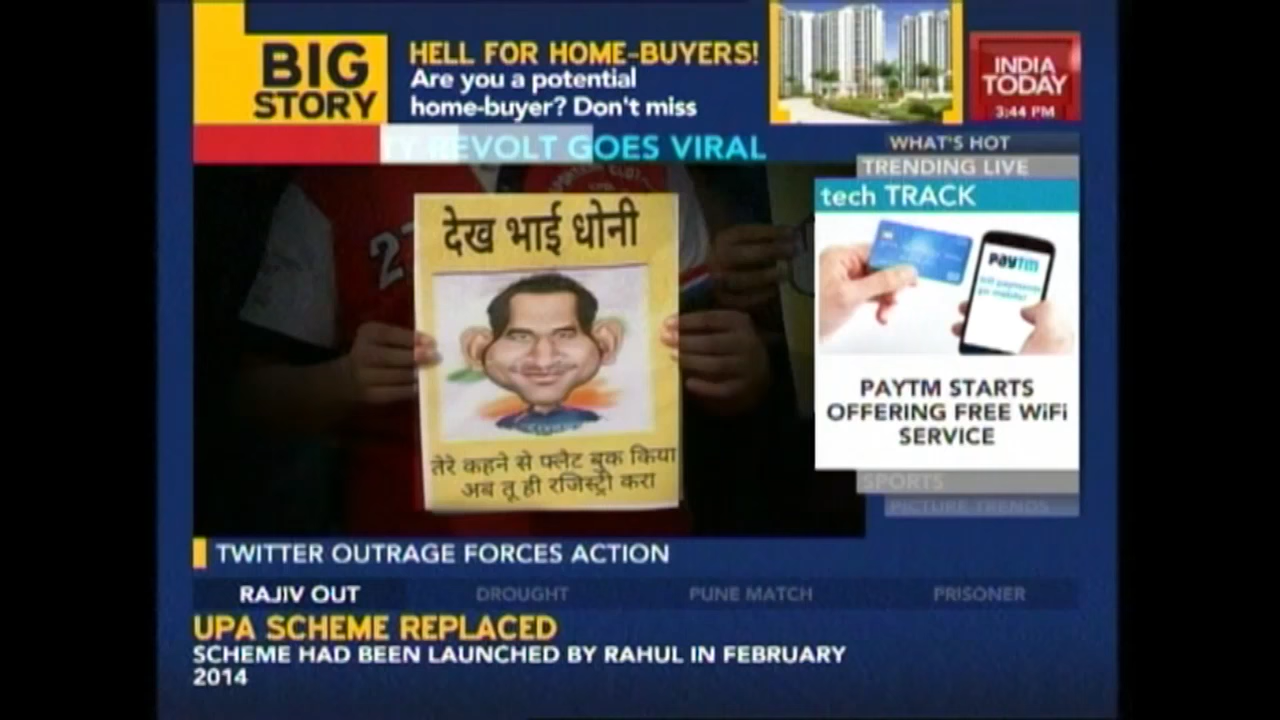 BIG
STORY
HELL FOR HOME-BUYERS!
Are you a potential
home-buyer? Don't miss
INDIA
TODAY
3:44 PM
REVOLT GOES VIRAL
WHAT'S HOT
TRENDING LIVE
tech TRACK
PAYTM
PAYTM STARTS
OFFERING FREE WiFi
SERVICE
SPORTS
PICTURE TRENDS
देख भाई धोनी
तेरे कहने से फ्लैट बुक किया
अब तू ही रजिस्ट्री करा
TWITTER OUTRAGE FORCES ACTION
RAJIV OUT
DROUGHT
PUNE MATCH
PRISONER
UPA SCHEME REPLACED
SCHEME HAD BEEN LAUNCHED BY RAHUL IN FEBRUARY
2014